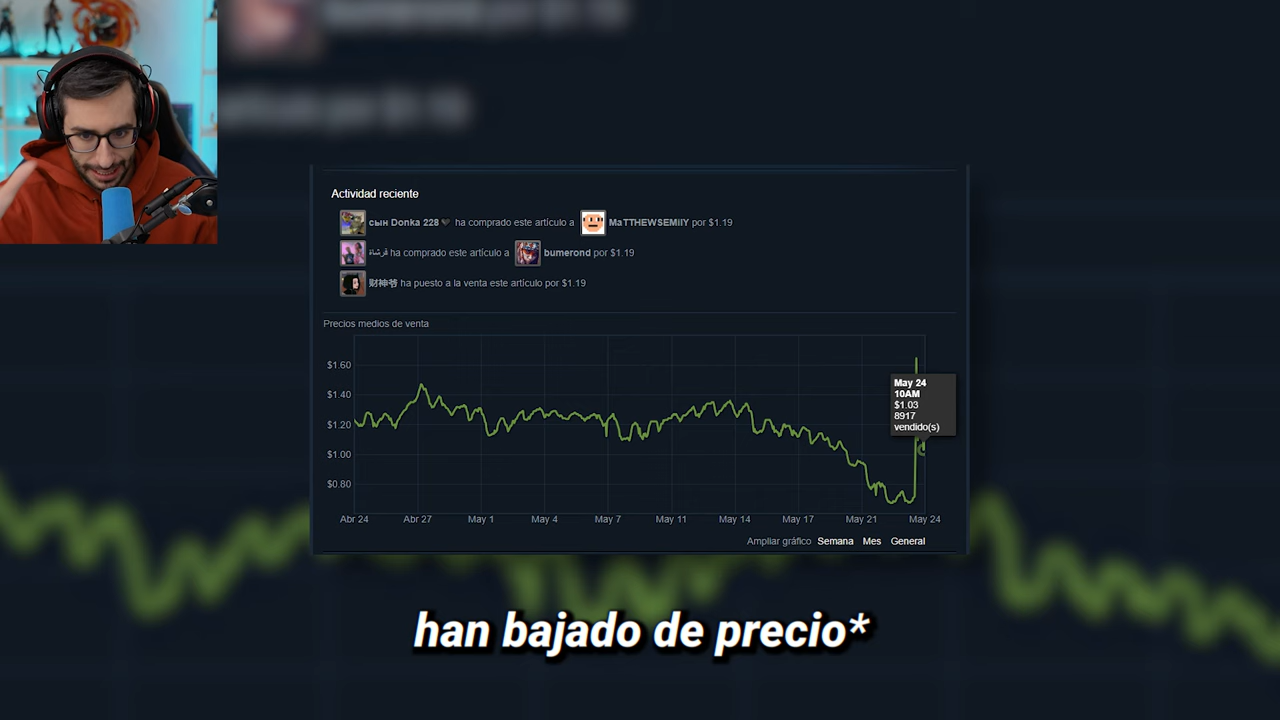 Actividad reciente
сын Donka 228 🖤 ha comprado este artículo a MaTTHEWSEMilY por $1.19
فرشاة ha comprado este artículo a bumerond por $1.19
财神爷 ha puesto a la venta este artículo por $1.19
Precios medios de venta
$1.60
$1.40
$1.20
$1.00
$0.80
May 24
10AM
$1.03
8917
vendido(s)
Abr 24 Abr 27 May 1 May 4 May 7 May 11 May 14 May 17 May 21 May 24
Ampliar gráfico Semana Mes General
han bajado de precio*